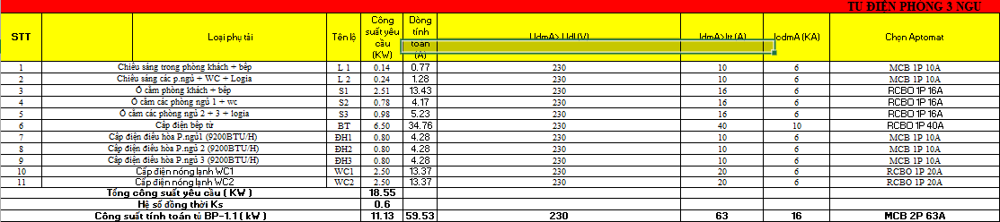 TỦ ĐIỆN PHÒNG 3 NGỦ
STT Loại phụ tải Tên lộ Công suất yêu cầu (KW) Dòng tính toán (A) UdmA> Udl (V) IdmA>Itt (A) IcdmA (KA) Chọn Aptomat
1 Chiếu sáng trong phòng khách + bếp L 1 0.14 0.77 230 10 6 MCB 1P 10A
2 Chiếu sáng các p.ngủ + WC + Logia L 2 0.24 1.28 230 10 6 MCB 1P 10A
3 Ổ cắm phòng khách + bếp S1 2.51 13.43 230 16 6 RCBO 1P 16A
4 Ổ cắm các phòng ngủ 1 + wc S2 0.78 4.17 230 16 6 RCBO 1P 16A
5 Ổ cắm các phòng ngủ 2 + 3 + logia S3 0.98 5.23 230 16 6 RCBO 1P 16A
6 Cấp điện bếp từ BT 6.50 34.76 230 40 10 RCBO 1P 40A
7 Cấp điện điều hòa P.ngủ1 (9200BTU/H) ĐH1 0.80 4.28 230 10 6 MCB 1P 10A
8 Cấp điện điều hòa P.ngủ 2 (9200BTU/H) ĐH2 0.80 4.28 230 10 6 MCB 1P 10A
9 Cấp điện điều hòa P.ngủ 3 (9200BTU/H) ĐH3 0.80 4.28 230 10 6 MCB 1P 10A
10 Cấp điện nóng lạnh WC1 WC1 2.50 13.37 230 20 6 RCBO 1P 20A
11 Cấp điện nóng lạnh WC2 WC2 2.50 13.37 230 20 6 RCBO 1P 20A
Tổng công suất yêu cầu ( KW ) 18.55
Hệ số đồng thời Ks 0.6
Công suất tính toán tủ BP-1.1 ( kW ) 11.13 59.53 230 63 16 MCB 2P 63A